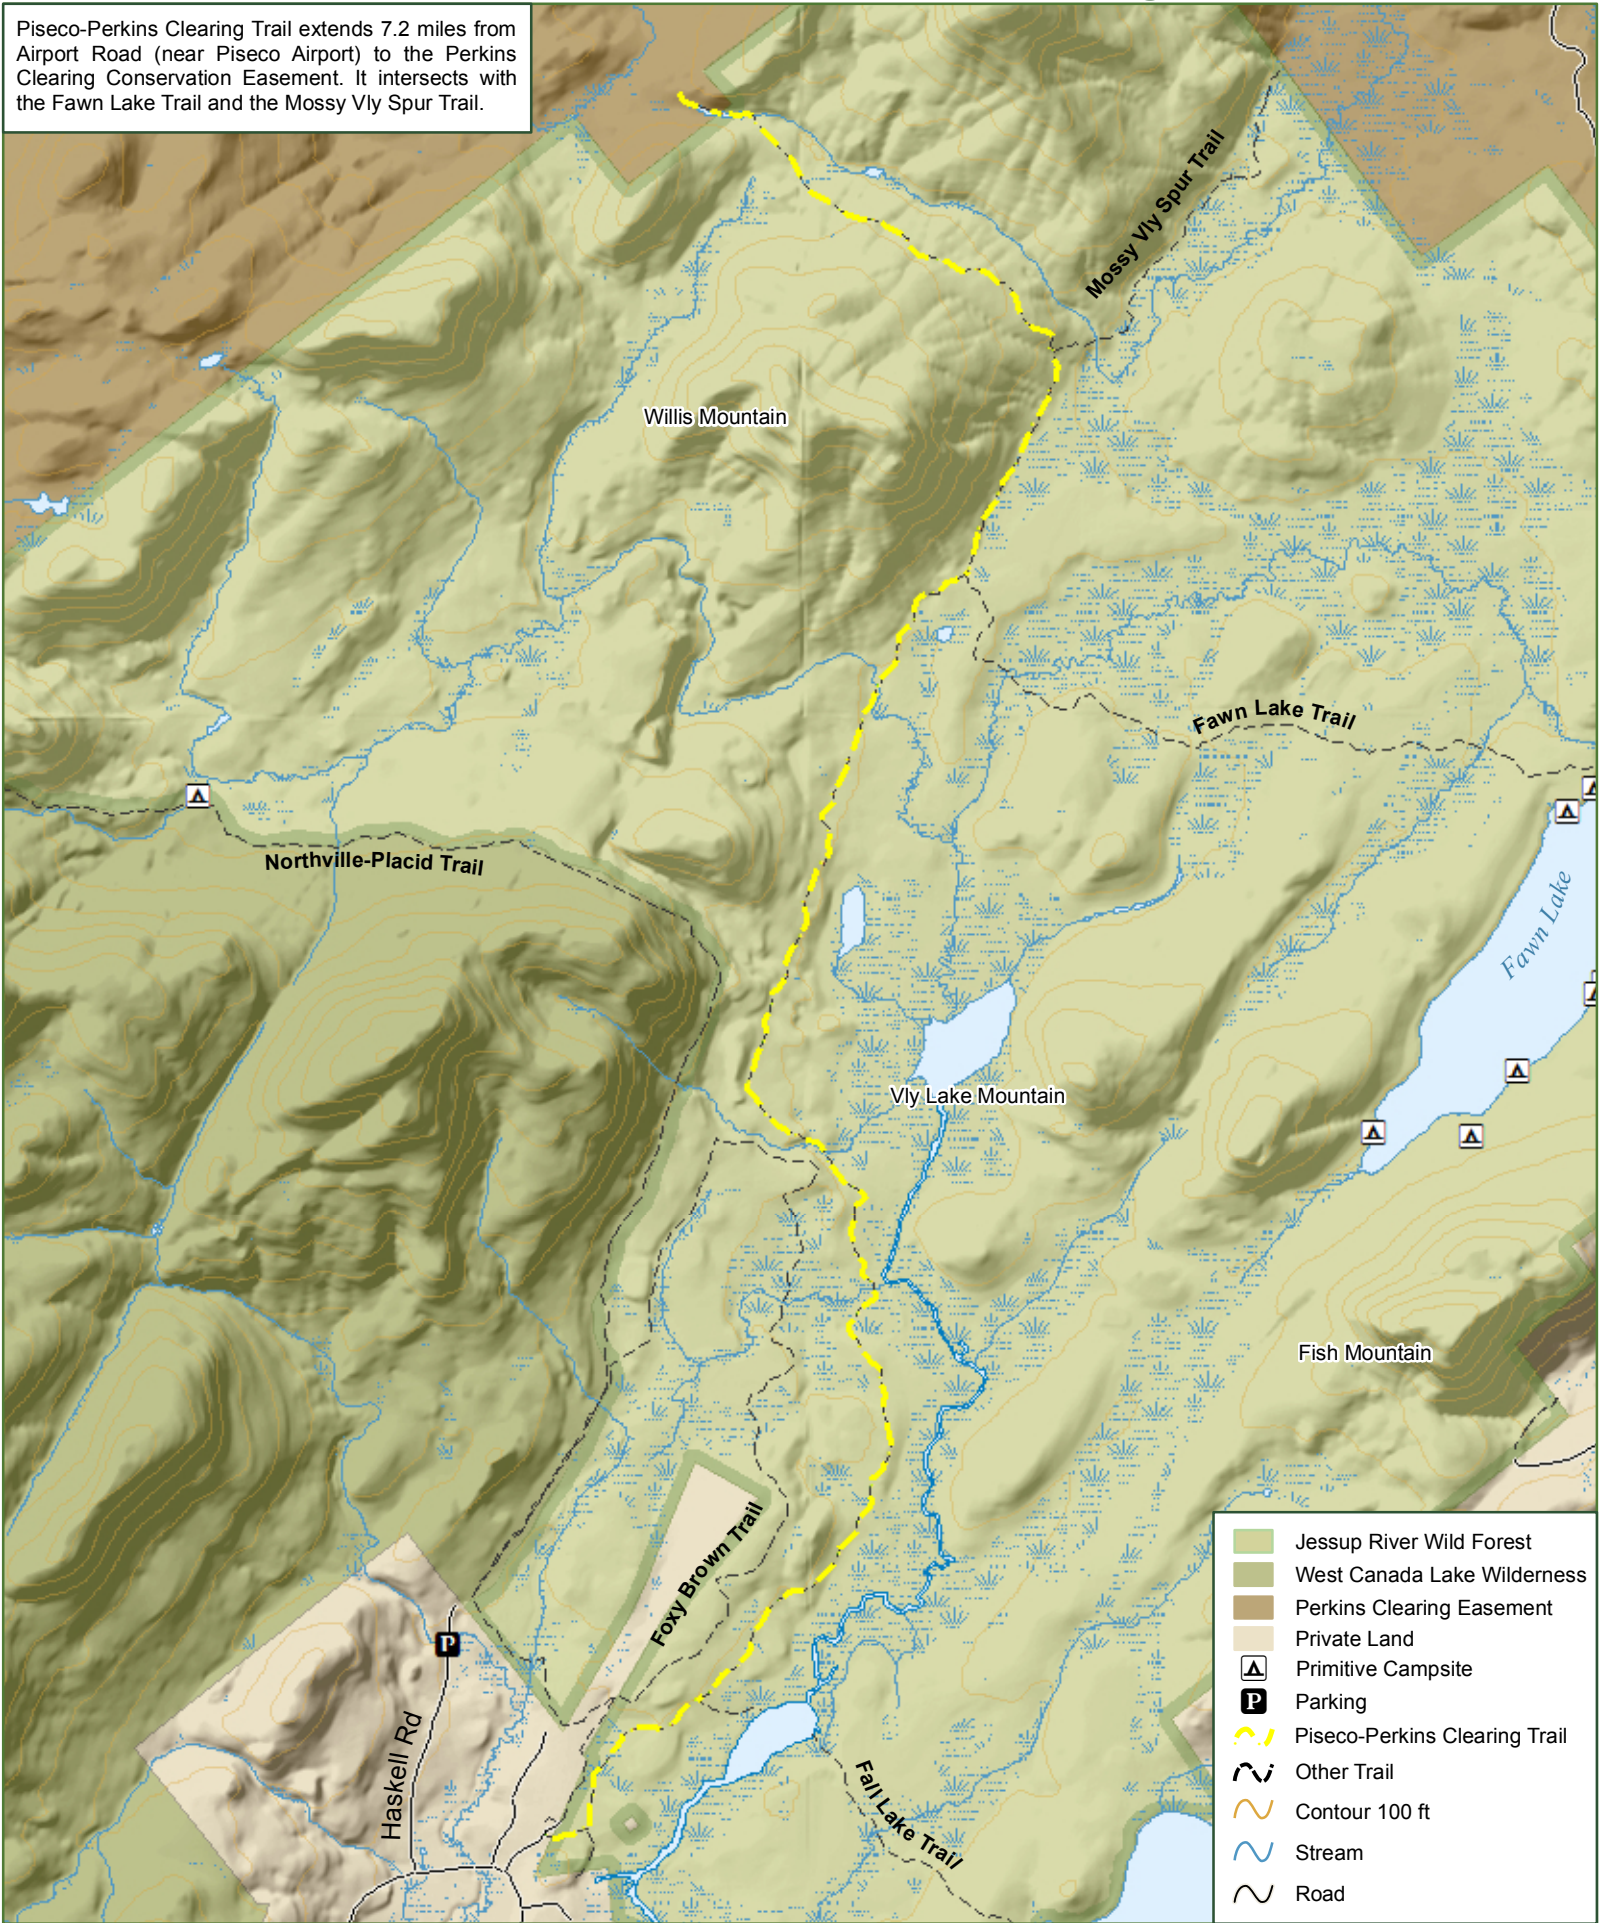 Piseco-Perkins Clearing Trail extends 7.2 miles from
Airport Road (near Piseco Airport) to the Perkins
Clearing Conservation Easement. It intersects with
the Fawn Lake Trail and the Mossy Vly Spur Trail.
Mossy Vly Spur Trail
Willis Mountain
Fawn Lake Trail
Northville-Placid Trail
Fawn Lake
Vly Lake Mountain
Fish Mountain
Foxy Brown Trail
P
Haskell Rd
Fall Lake Trail
Jessup River Wild Forest
West Canada Lake Wilderness
Perkins Clearing Easement
Private Land
Primitive Campsite
P Parking
Piseco-Perkins Clearing Trail
Other Trail
Contour 100 ft
Stream
Road